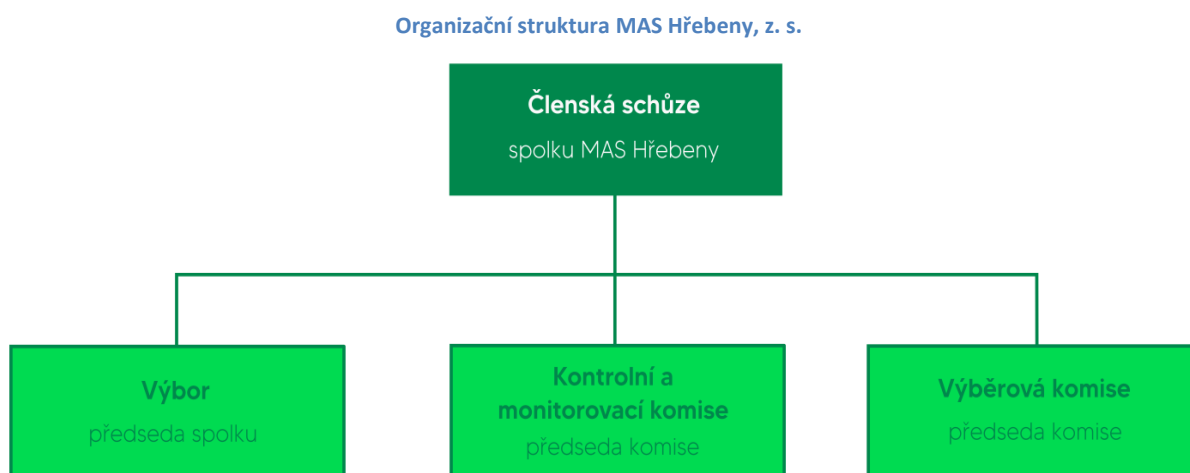 Organizační struktura MAS Hřebeny, z. s.
Členská schůze
spolku MAS Hřebeny
Výbor
předseda spolku
Kontrolní a
monitorovací komise
předseda komise
Výběrová komise
předseda komise